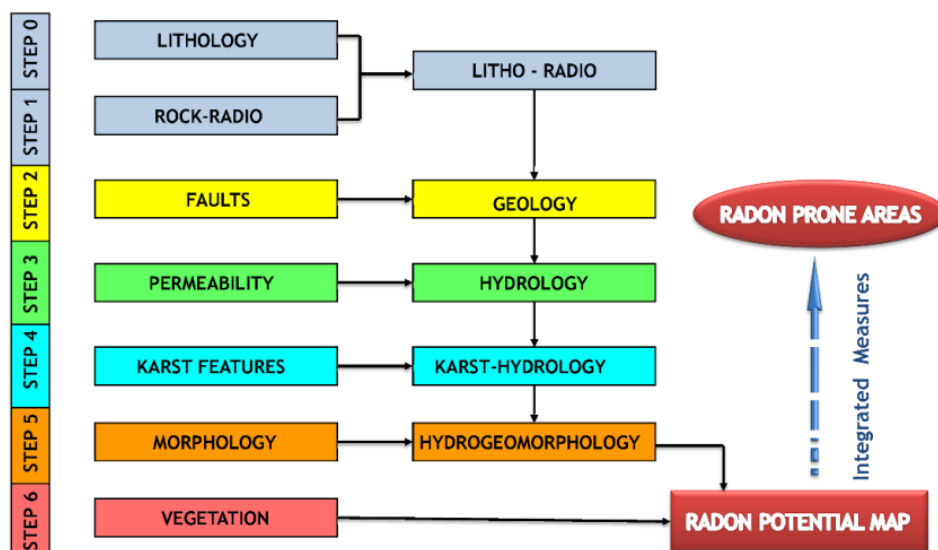 STEP 0
LITHOLOGY
LITHO - RADIO
STEP 1
ROCK-RADIO
STEP 2
FAULTS
GEOLOGY
RADON PRONE AREAS
STEP 3
PERMEABILITY
HYDROLOGY
STEP 4
KARST FEATURES
KARST-HYDROLOGY
Integrated Measures
STEP 5
MORPHOLOGY
HYDROGEOMORPHOLOGY
STEP 6
VEGETATION
RADON POTENTIAL MAP